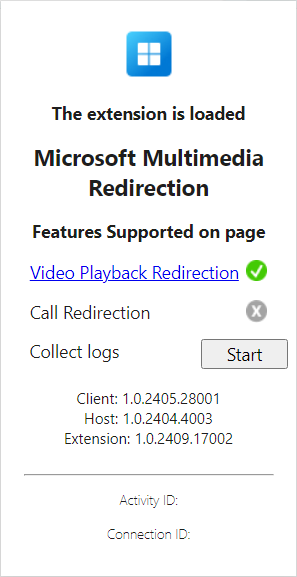 The extension is loaded
Microsoft Multimedia
Redirection
Features Supported on page
Video Playback Redirection
Call Redirection
Collect logs Start
Client: 1.0.2405.28001
Host: 1.0.2404.4003
Extension: 1.0.2409.17002
Activity ID:
Connection ID: